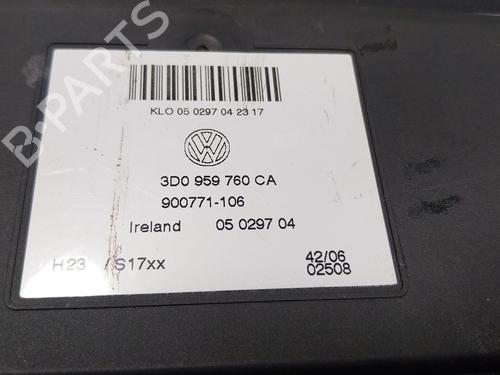 B-PARTS
KLO 05 0297 04 23 17
3D0 959 760 CA
900771-106
Ireland 05 0297 04
H23 /S17xx 42/06
02508